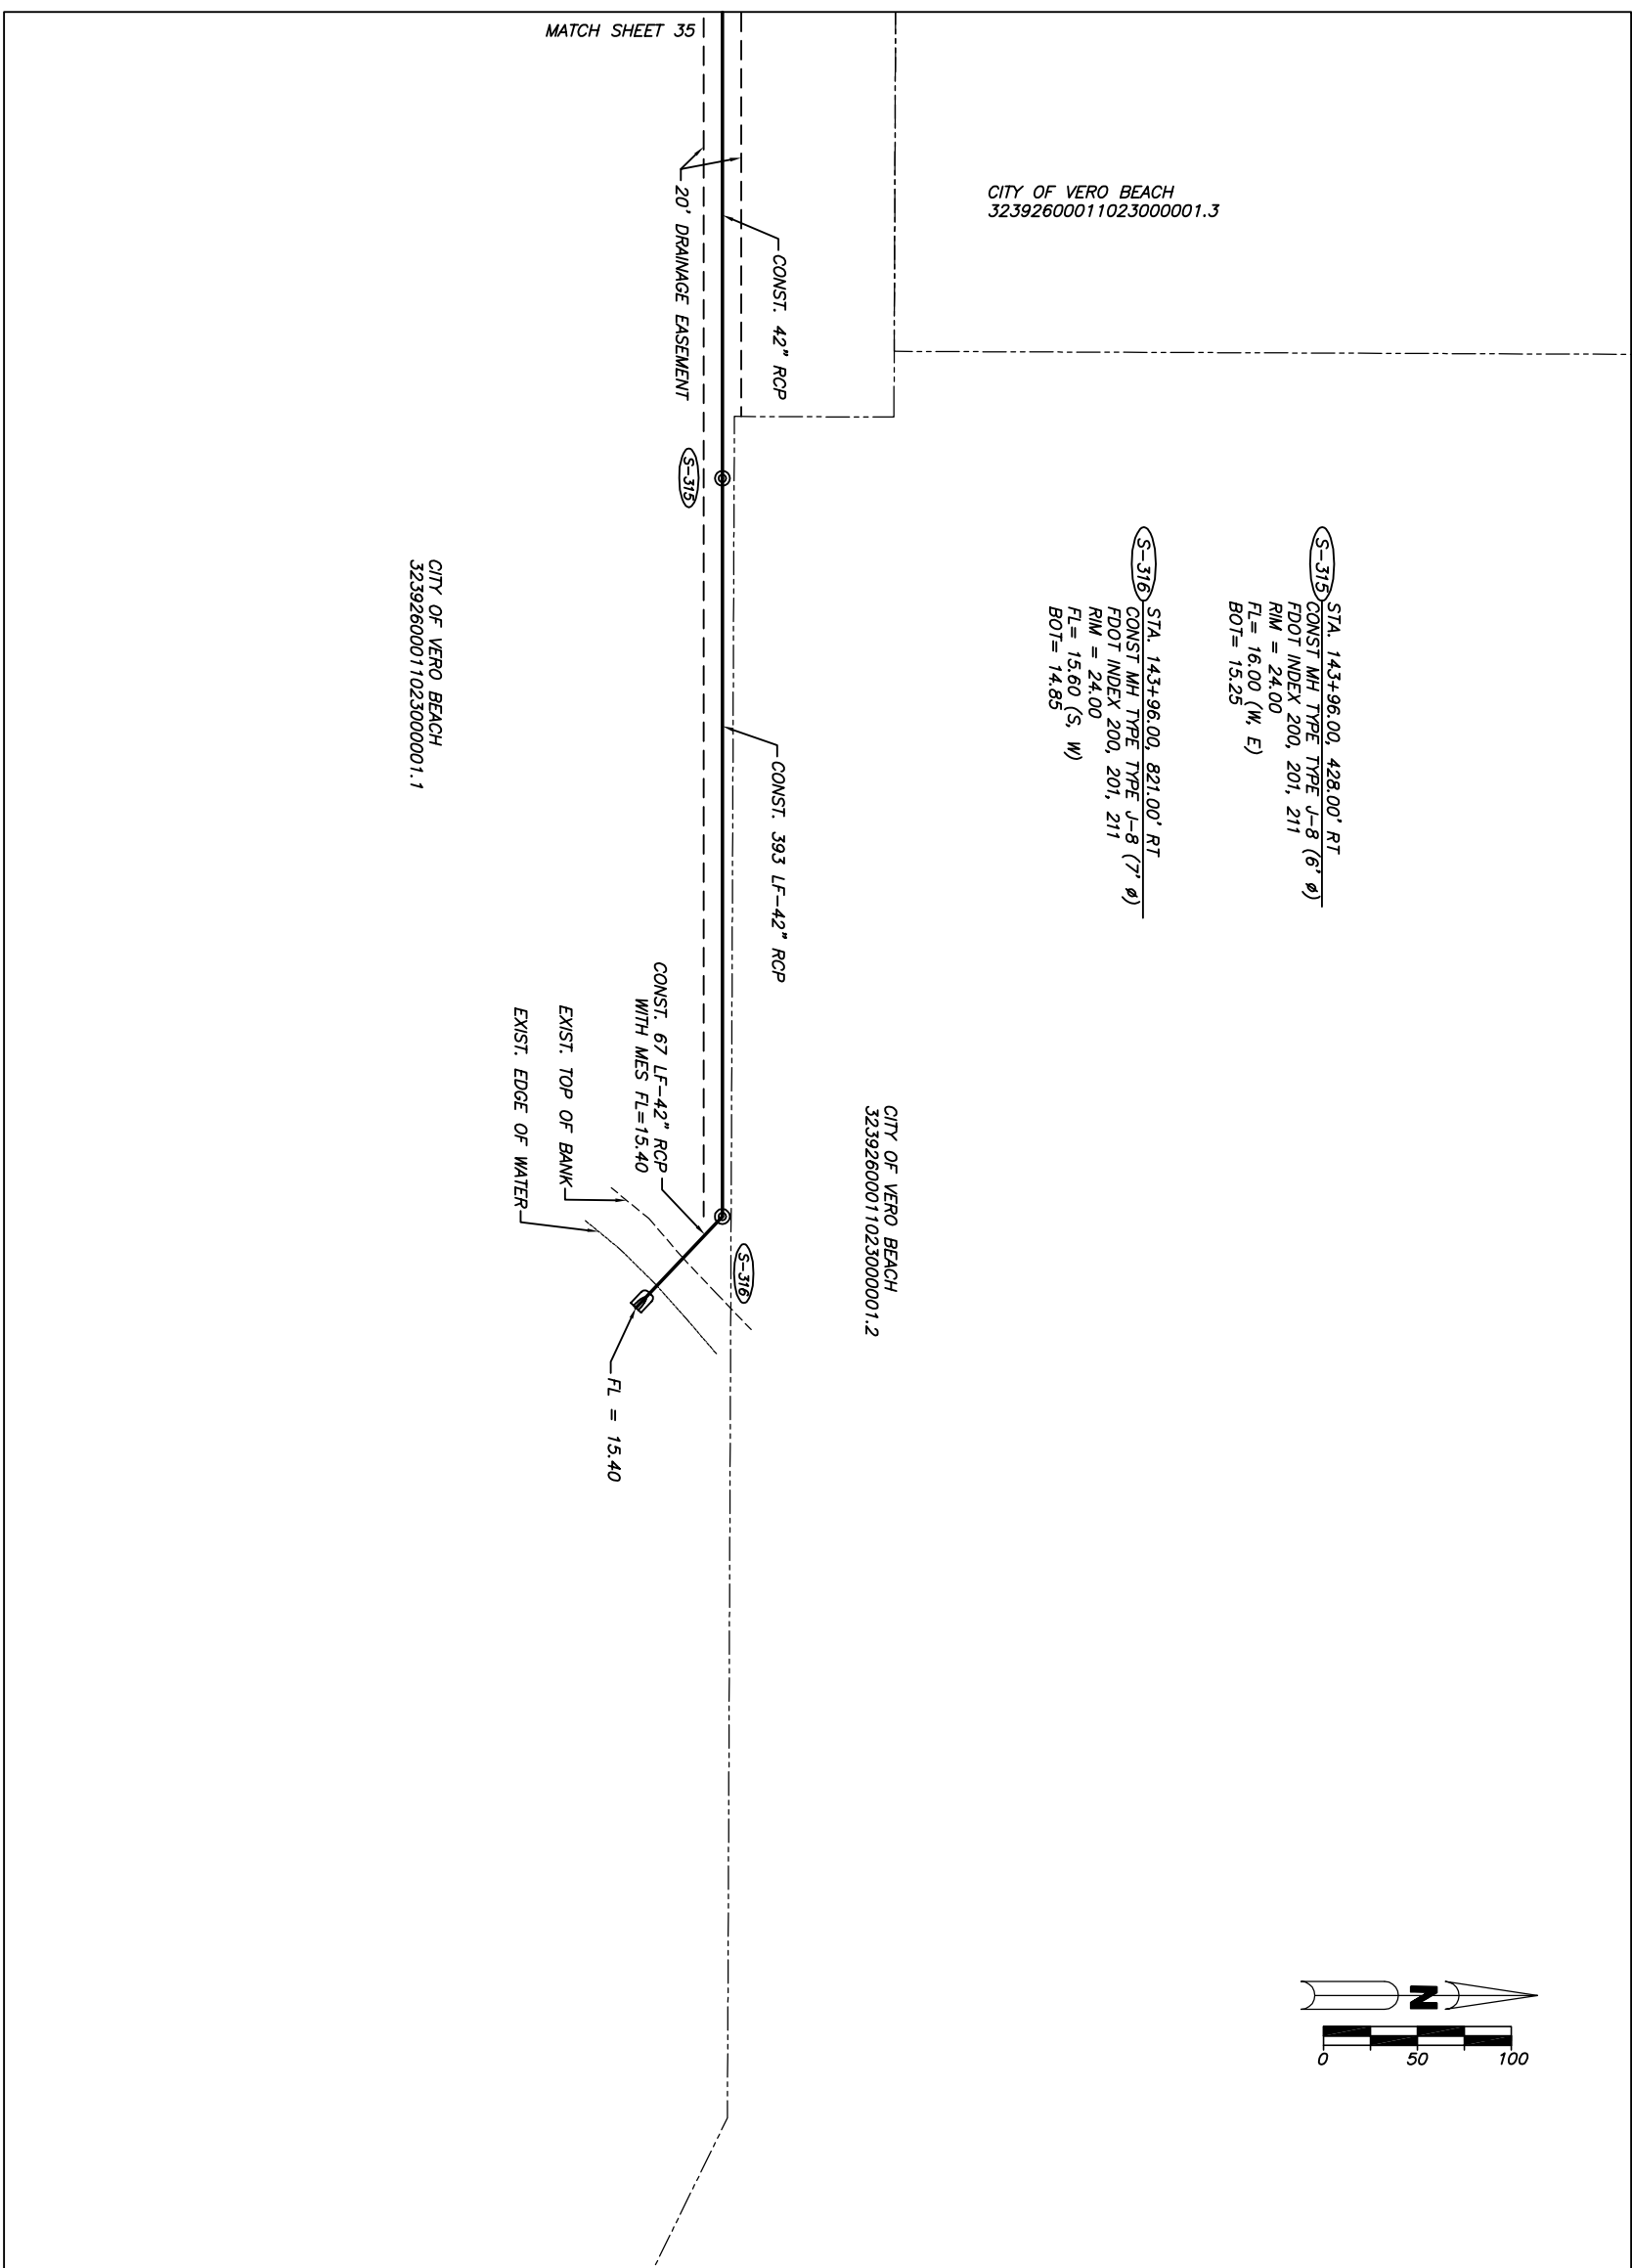 MATCH SHEET 35
CITY OF VERO BEACH
32392600011023000001.3
20' DRAINAGE EASEMENT
CONST. 42" RCP
S-315
S-315
STA. 143+96.00, 428.00' RT
CONST MH TYPE TYPE J-8 (6' ø)
FDOT INDEX 200, 201, 211
RIM = 24.00
FL= 16.00 (W, E)
BOT= 15.25
S-316
STA. 143+96.00, 821.00' RT
CONST MH TYPE TYPE J-8 (7' ø)
FDOT INDEX 200, 201, 211
RIM = 24.00
FL= 15.60 (S, W)
BOT= 14.85
CITY OF VERO BEACH
32392600011023000001.1
CONST. 393 LF-42" RCP
CONST. 67 LF-42" RCP
WITH MES FL=15.40
EXIST. TOP OF BANK
EXIST. EDGE OF WATER
CITY OF VERO BEACH
32392600011023000001.2
S-316
FL = 15.40
N
0 50 100